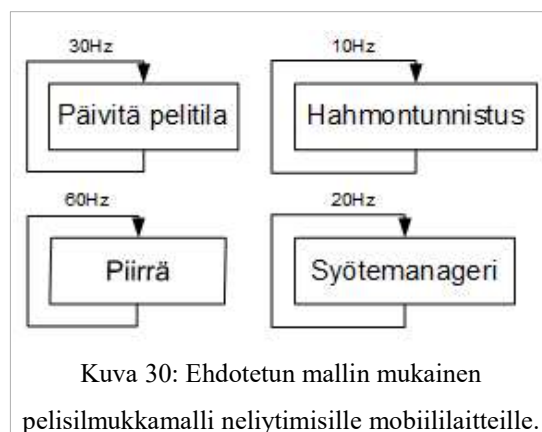 30Hz
Päivitä pelitila
10Hz
Hahmontunnistus
60Hz
Piirrä
20Hz
Syötemanageri
Kuva 30: Ehdotetun mallin mukainen
pelisilmukkamalli neliytimisille mobiililaitteille.